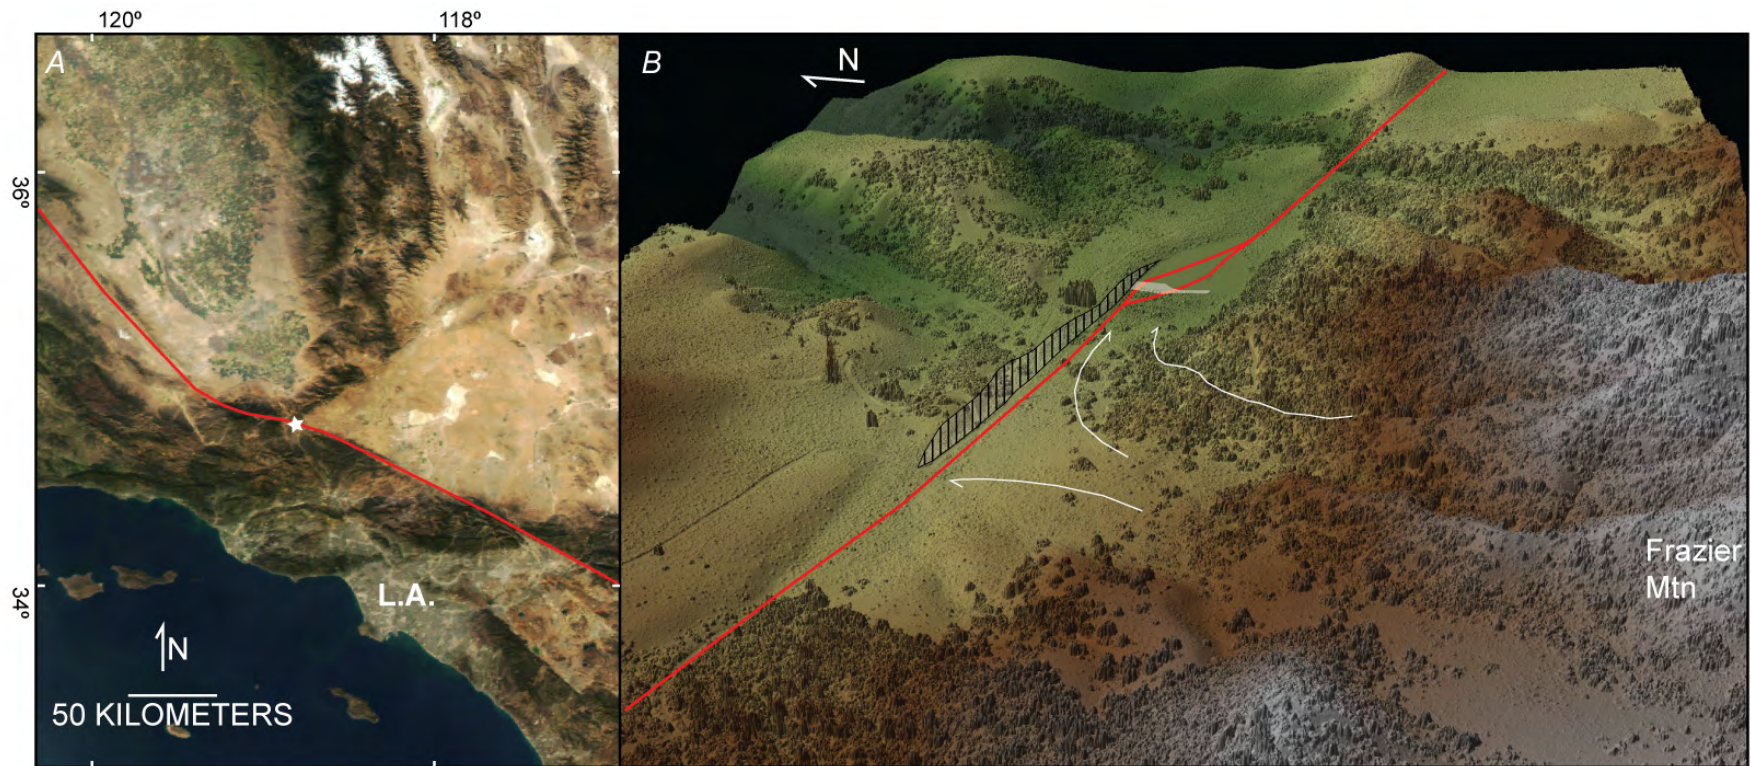 120º
118º
A
B
N
36º
34º
L.A.
N
50 KILOMETERS
Frazier
Mtn